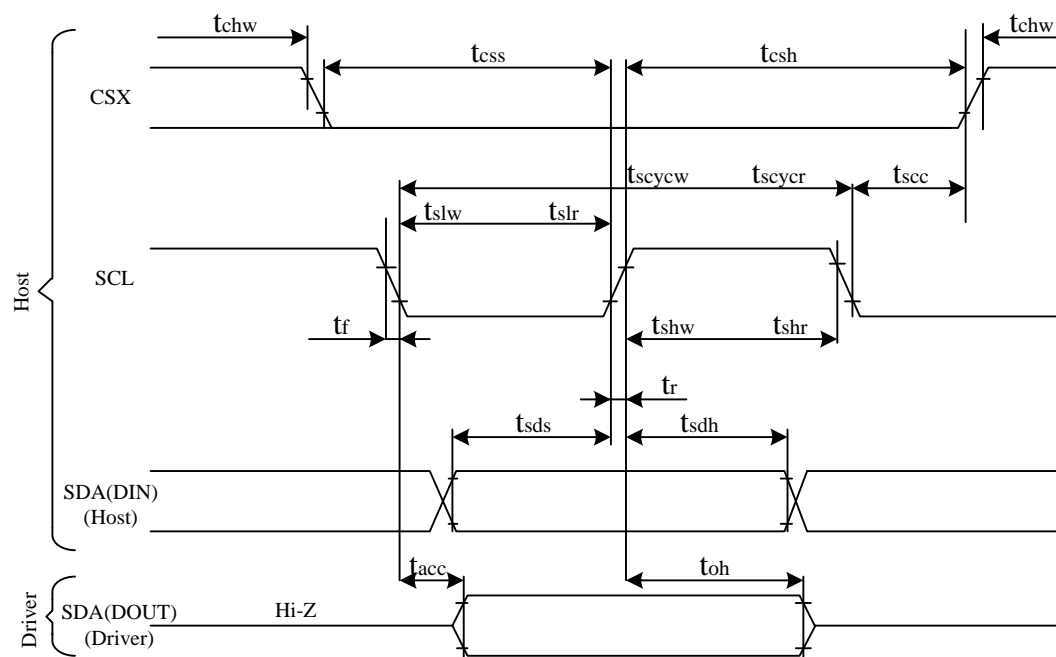 tchw
tcss
tcsh
tchw
CSX
tscycw
tscycr
tscc
tslw
tslr
Host
SCL
tf
tshw
tshr
tr
tsds
tsdh
SDA(DIN)
(Host)
tacc
toh
Driver
SDA(DOUT)
(Driver)
Hi-Z